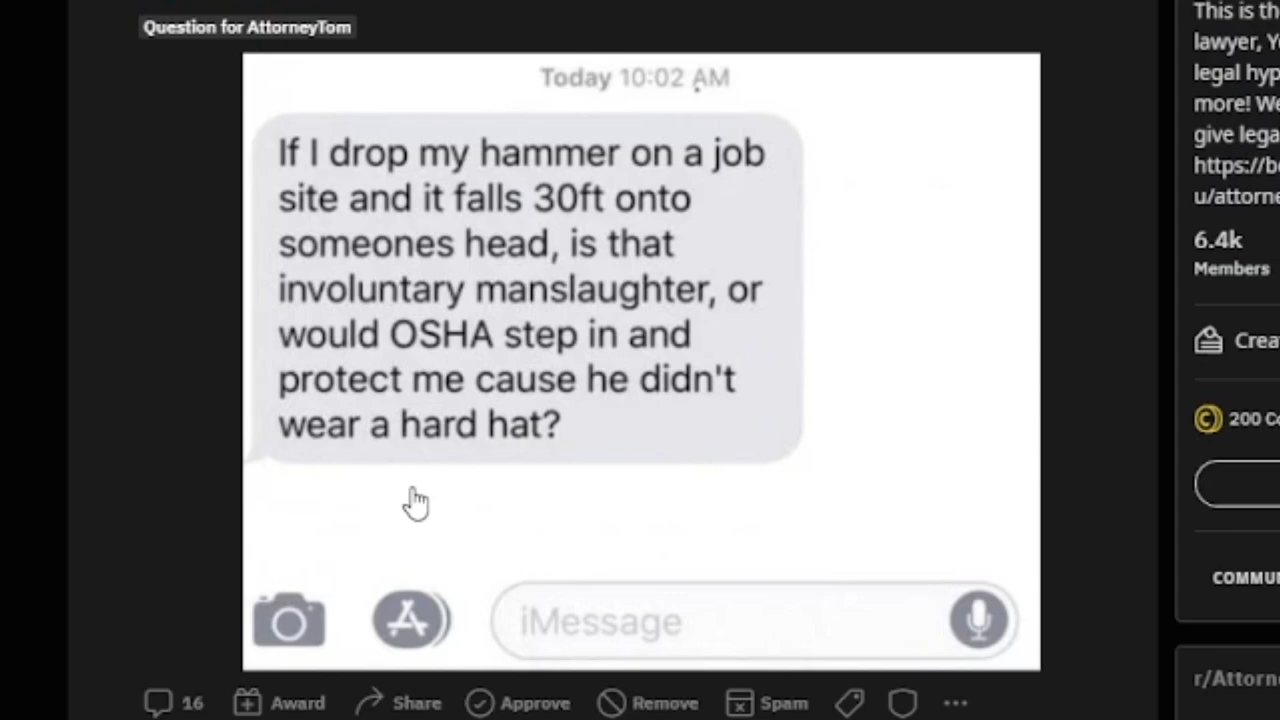 Question for AttorneyTom
Today 10:02 AM
If I drop my hammer on a job
site and it falls 30ft onto
someones head, is that
involuntary manslaughter, or
would OSHA step in and
protect me cause he didn't
wear a hard hat?
iMessage
16 Award Share Approve Remove Spam
This is th
lawyer, Y
legal hyp
more! We
give lega
https://b
u/attorne
6.4k
Members
Crea
200 Co
COMMU
r/Attorn